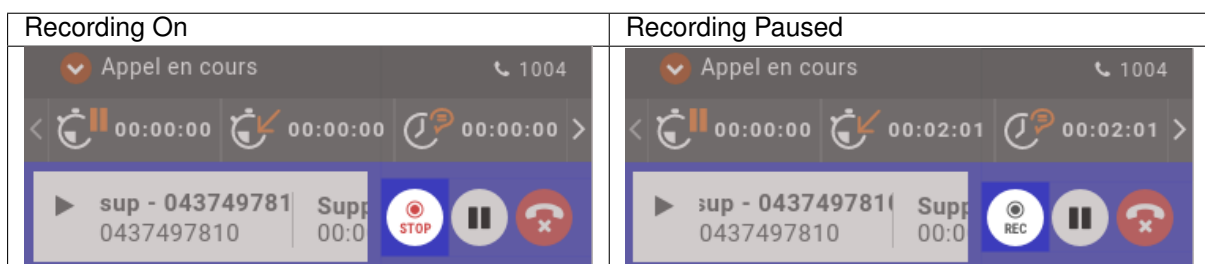 Recording On
Recording Paused
Appel en cours
1004
00:00:00
00:00:00
00:00:00
sup - 043749781
0437497810
Supp
00:0
STOP
Appel en cours
1004
00:00:00
00:02:01
00:02:01
sup - 0437497810
0437497810
Supp
00:0
REC